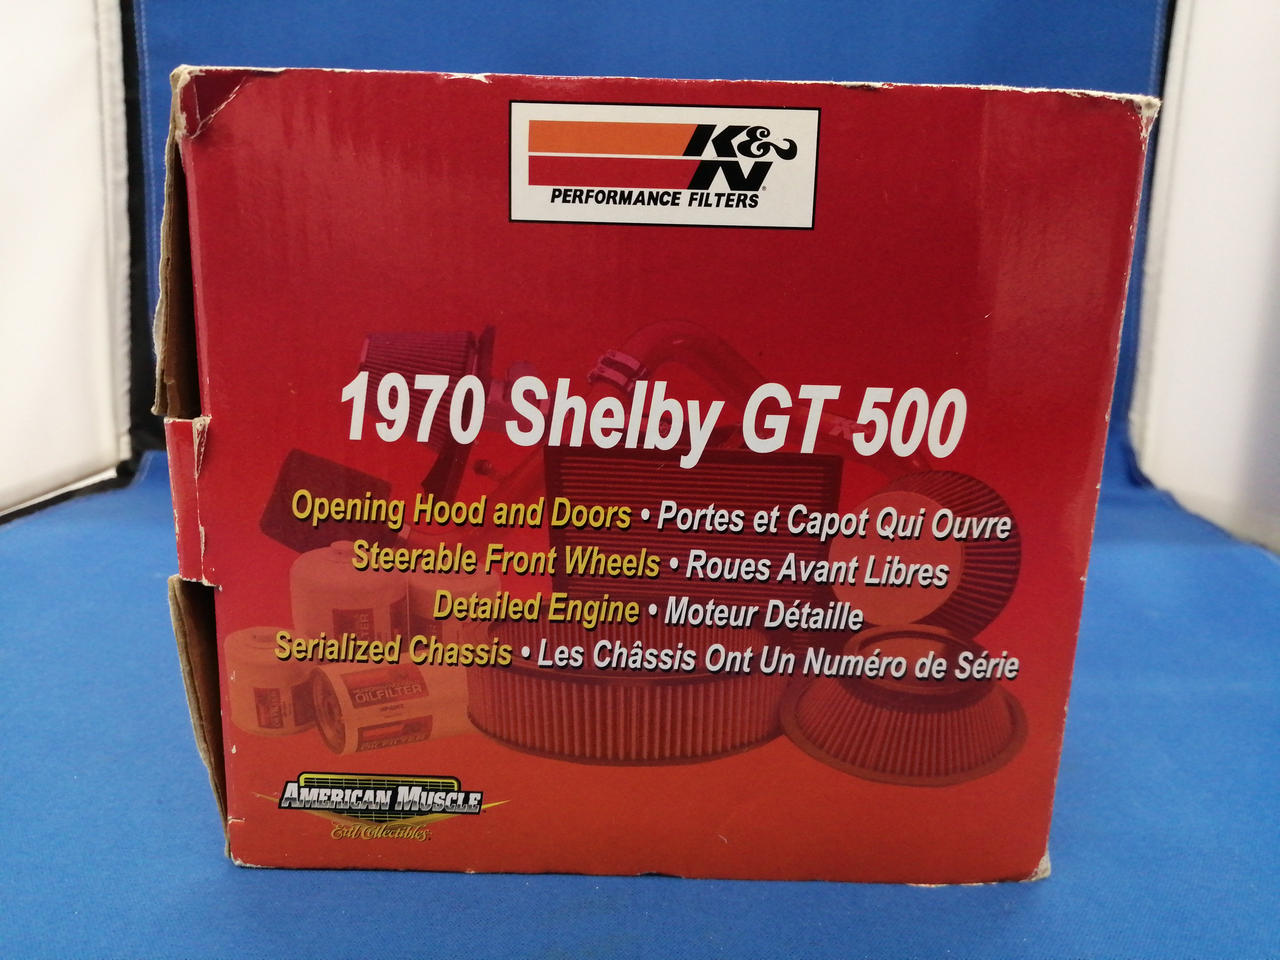 K&N
PERFORMANCE FILTERS
1970 Shelby GT 500
Opening Hood and Doors • Portes et Capot Qui Ouvre
Steerable Front Wheels • Roues Avant Libres
Detailed Engine • Moteur Détaille
Serialized Chassis • Les Châssis Ont Un Numéro de Série
OILFILTER
OILFILTER
AMERICAN MUSCLE
Ertl Collectibles